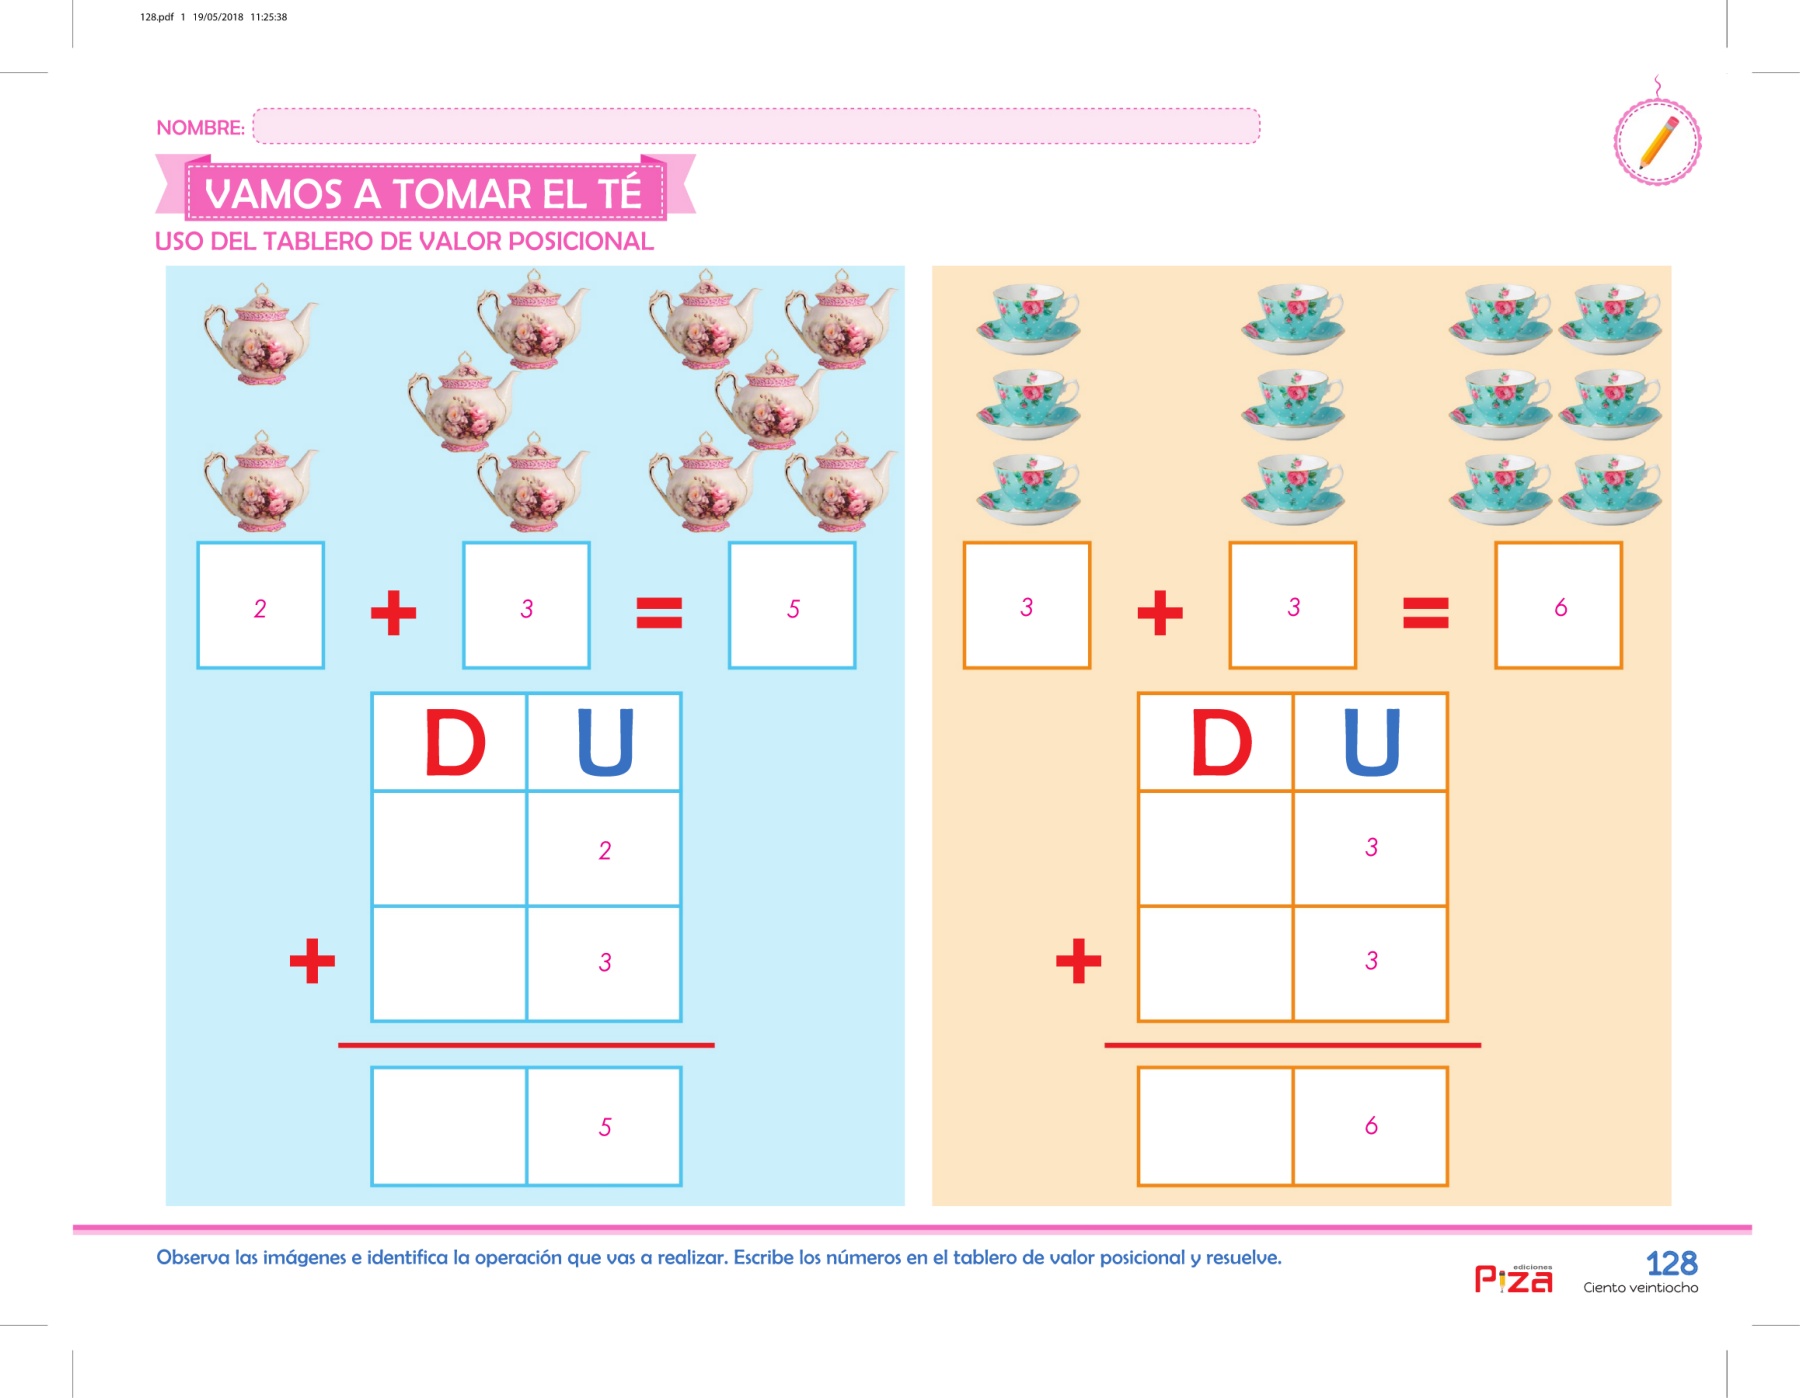 128.pdf 1 19/05/2018 11:25:38
NOMBRE:
VAMOS A TOMAR EL TÉ
USO DEL TABLERO DE VALOR POSICIONAL
2 + 3 = 5
D U
2
+ 3
5
3 + 3 = 6
D U
3
+ 3
6
Observa las imágenes e identifica la operación que vas a realizar. Escribe los números en el tablero de valor posicional y resuelve.
ediciones
Piza
128
Ciento veintiocho